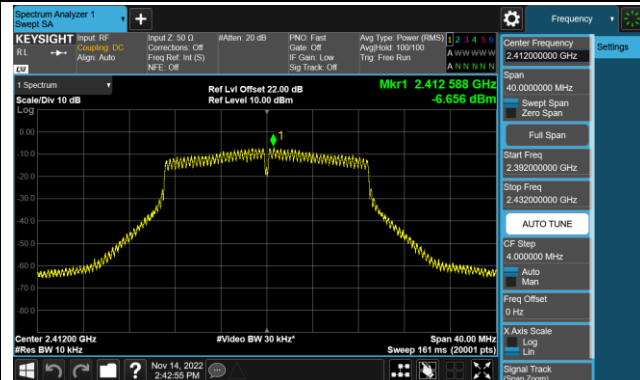 Spectrum Analyzer 1
Swept SA
Frequency
KEYSIGHT
RL
LXI
Input: RF
Coupling: DC
Align: Auto
Input Z: 50 Ω
Corrections: Off
Freq Ref: Int (S)
NFE: Off
#Atten: 20 dB
PNO: Fast
Gate: Off
IF Gain: Low
Sig Track: Off
Avg Type: Power (RMS)
Avg|Hold: 100/100
Trig: Free Run
1 2 3 4 5 6
A W W W W W
A N N N N N
Center Frequency
2.412000000 GHz
Settings
Span
40.0000000 MHz
Swept Span
Zero Span
Full Span
Start Freq
2.392000000 GHz
Stop Freq
2.432000000 GHz
AUTO TUNE
CF Step
4.000000 MHz
Auto
Man
Freq Offset
0 Hz
X Axis Scale
Log
Lin
Signal Track
(Span Zoom)
1 Spectrum
Scale/Div 10 dB
Log
Ref Lvl Offset 22.00 dB
Ref Level 10.00 dBm
Mkr1 2.412 588 GHz
-6.656 dBm
0.00
-10.0
-20.0
-30.0
-40.0
-50.0
-60.0
-70.0
-80.0
1
Center 2.41200 GHz
#Res BW 10 kHz
#Video BW 30 kHz*
Span 40.00 MHz
Sweep 161 ms (20001 pts)
Nov 14, 2022
2:42:55 PM